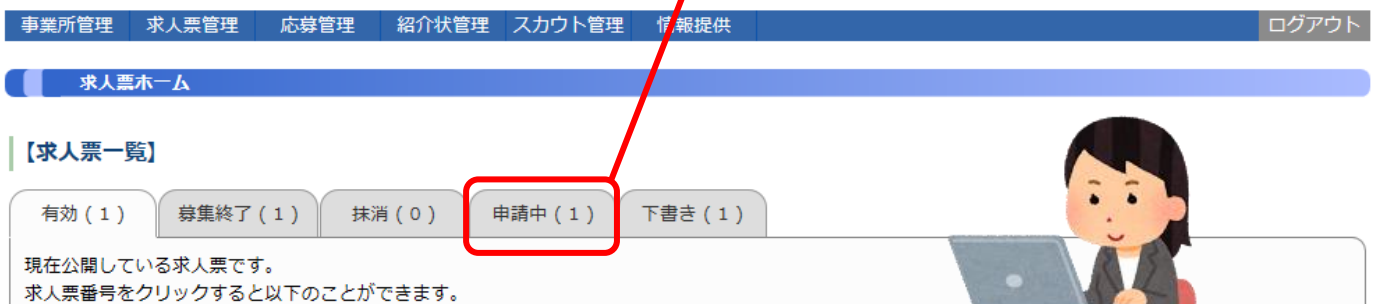 事業所管理 求人票管理 応募管理 紹介状管理 スカウト管理 情報提供 ログアウト
求人票ホーム
【求人票一覧】
有効(1) 募集終了(1) 抹消(0) 申請中(1) 下書き(1)
現在公開している求人票です。
求人票番号をクリックすると以下のことができます。